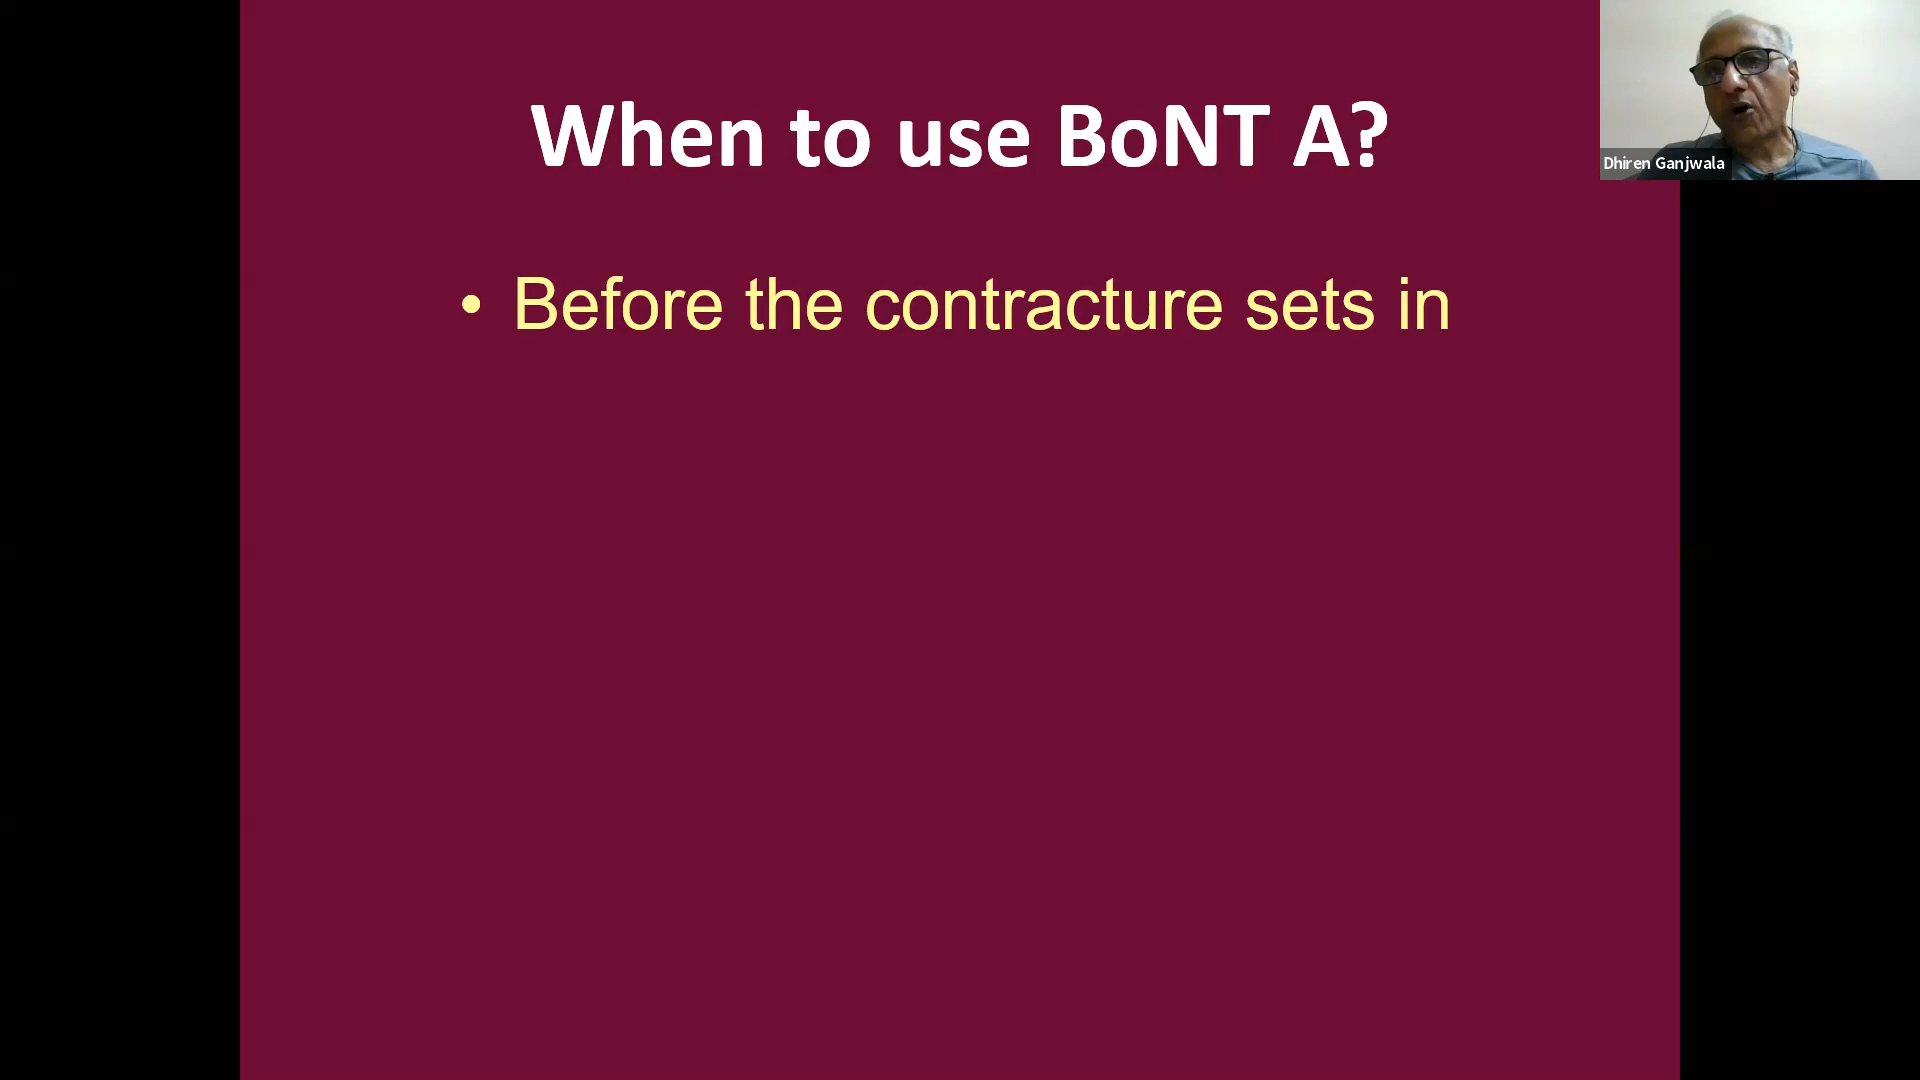 When to use BoNT A?
• Before the contracture sets in
Dhiren Ganjwala